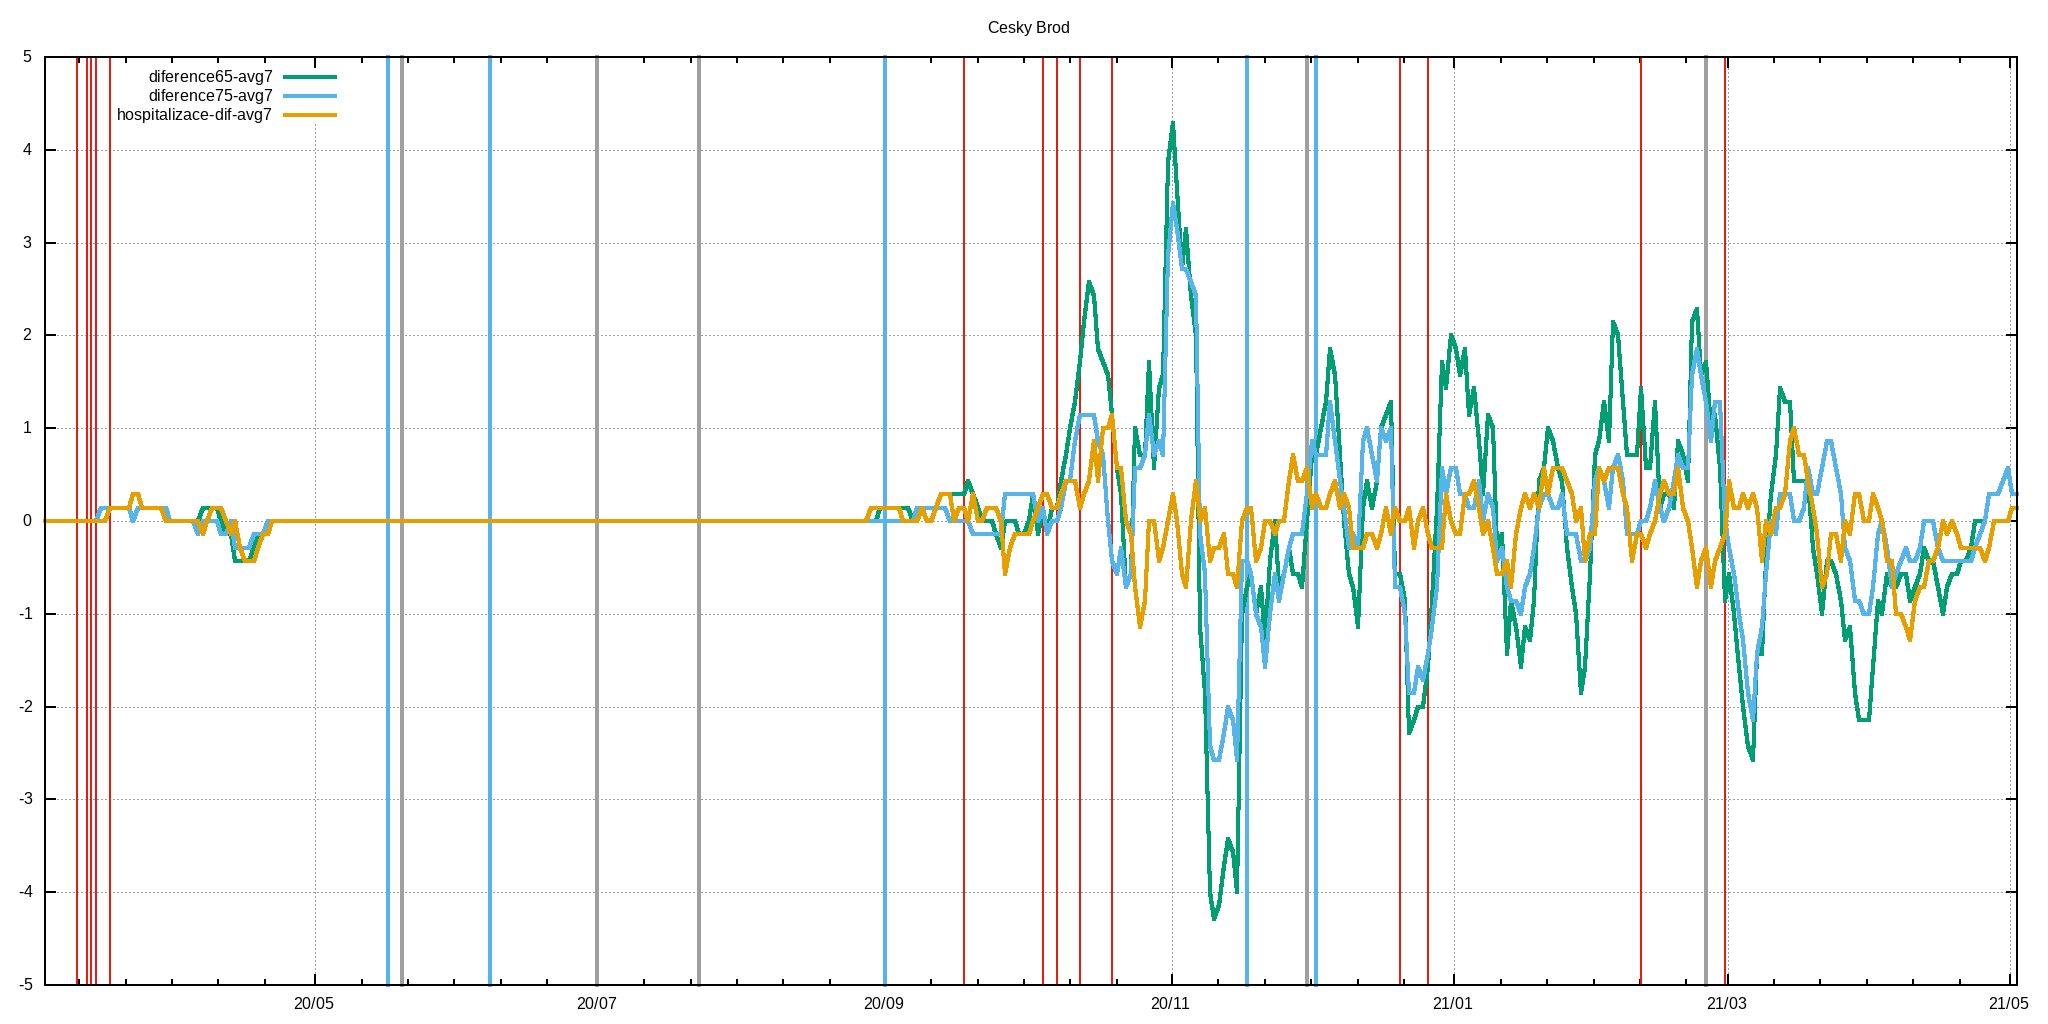 Cesky Brod
diference65-avg7
diference75-avg7
hospitalizace-dif-avg7
5
4
3
2
1
0
-1
-2
-3
-4
-5
20/05 20/07 20/09 20/11 21/01 21/03 21/05